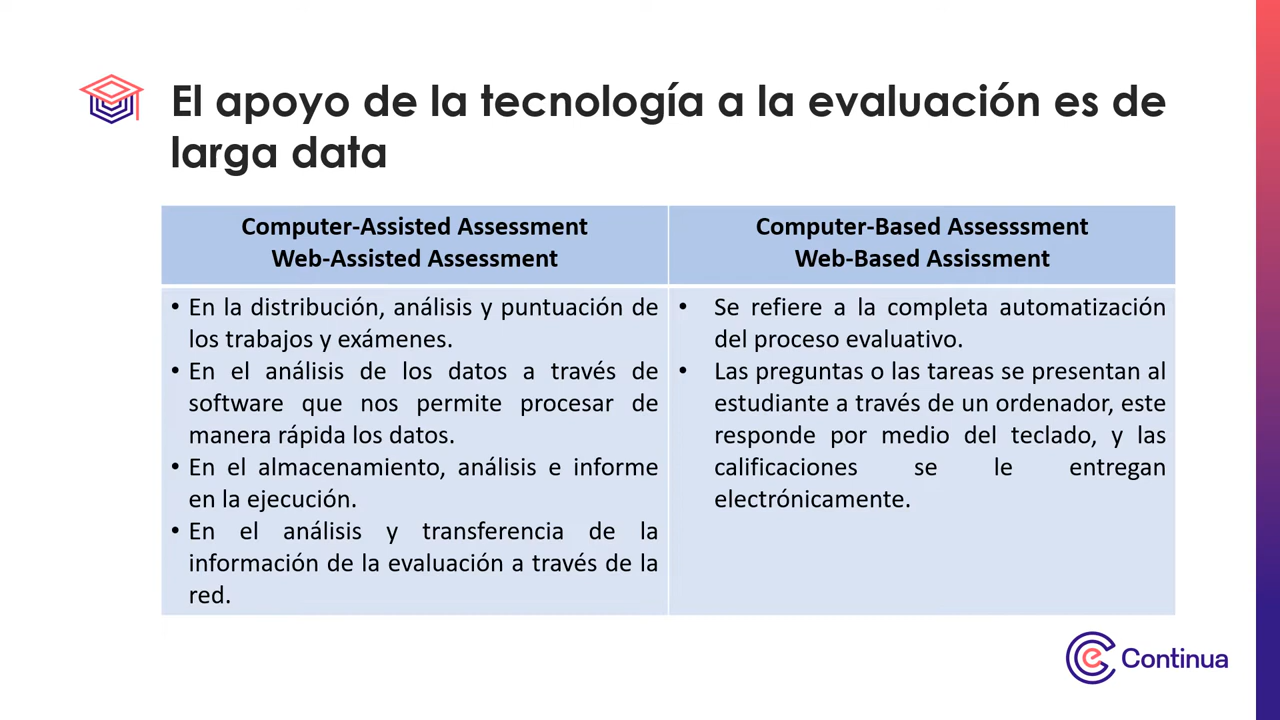 El apoyo de la tecnología a la evaluación es de
larga data
Computer-Assisted Assessment
Web-Assisted Assessment
• En la distribución, análisis y puntuación de
los trabajos y exámenes.
• En el análisis de los datos a través de
software que nos permite procesar de
manera rápida los datos.
• En el almacenamiento, análisis e informe
en la ejecución.
• En el análisis y transferencia de la
información de la evaluación a través de la
red.
Computer-Based Assesssment
Web-Based Assissment
• Se refiere a la completa automatización
del proceso evaluativo.
• Las preguntas o las tareas se presentan al
estudiante a través de un ordenador, este
responde por medio del teclado, y las
calificaciones se le entregan
electrónicamente.
Continua